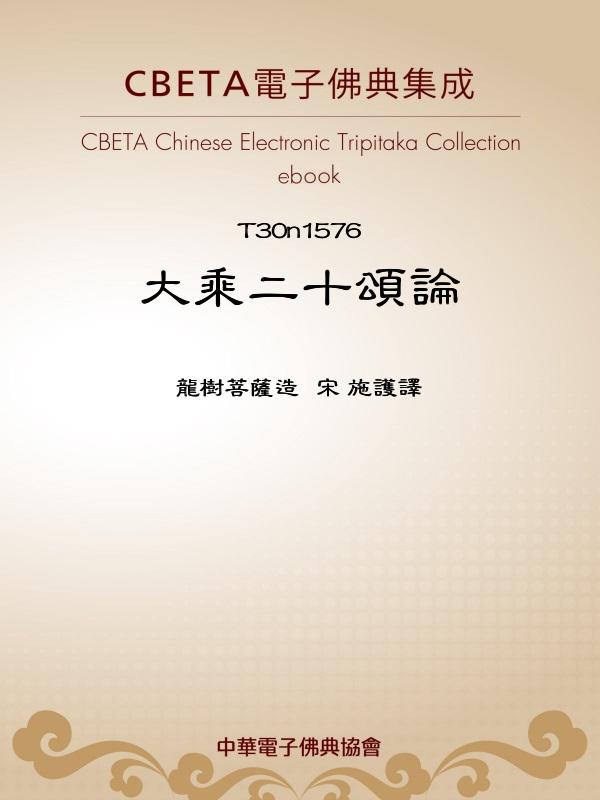 CBETA電子佛典集成
CBETA Chinese Electronic Tripitaka Collection
ebook
T30n1576
大乘二十頌論
龍樹菩薩造 宋 施護譯
中華電子佛典協會